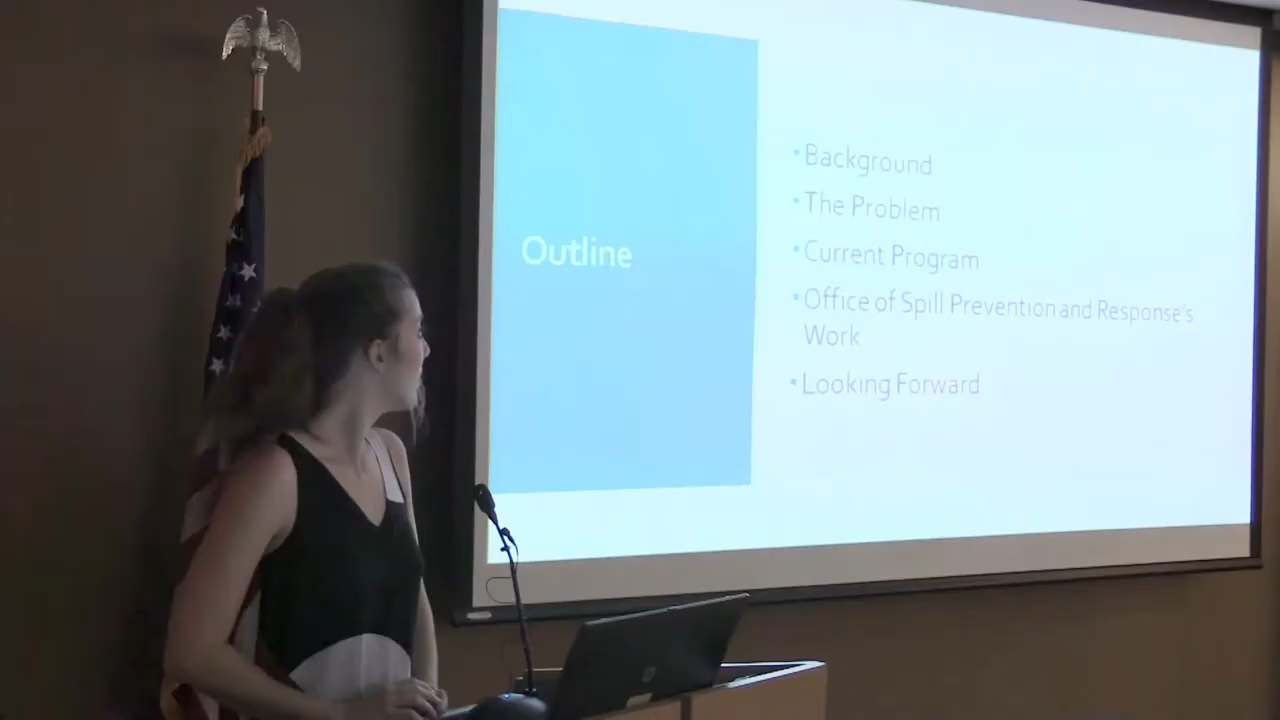 Outline
•Background
•The Problem
•Current Program
•Office of Spill Prevention and Response's
Work
•Looking Forward